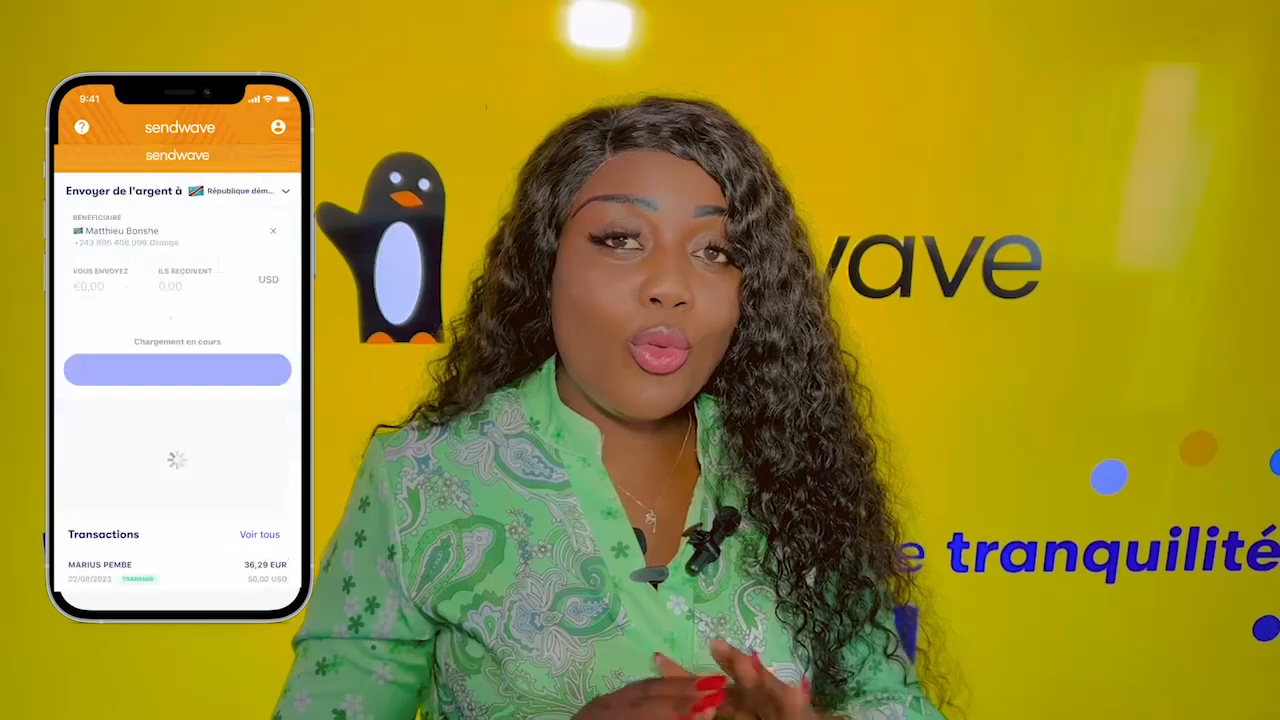 9:41
sendwave
sendwave
Envoyer de l'argent à République dém...
BÉNÉFICIAIRE
Matthieu Bonshe
VOUS ENVOYEZ
ILS REÇOIVENT
€0,00
0,00
USD
Chargement en cours
Transactions
Voir tous
MARIUS PEMBE
36,29 EUR
02/08/2023
50,00 USD
wave
e tranquilité